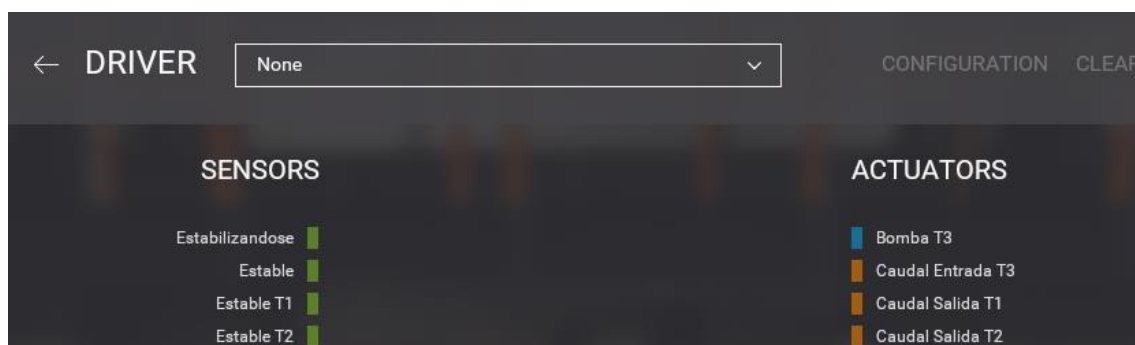 ← DRIVER None CONFIGURATION CLEAR
SENSORS ACTUATORS
Estabilizandose Bomba T3
Estable Caudal Entrada T3
Estable T1 Caudal Salida T1
Estable T2 Caudal Salida T2